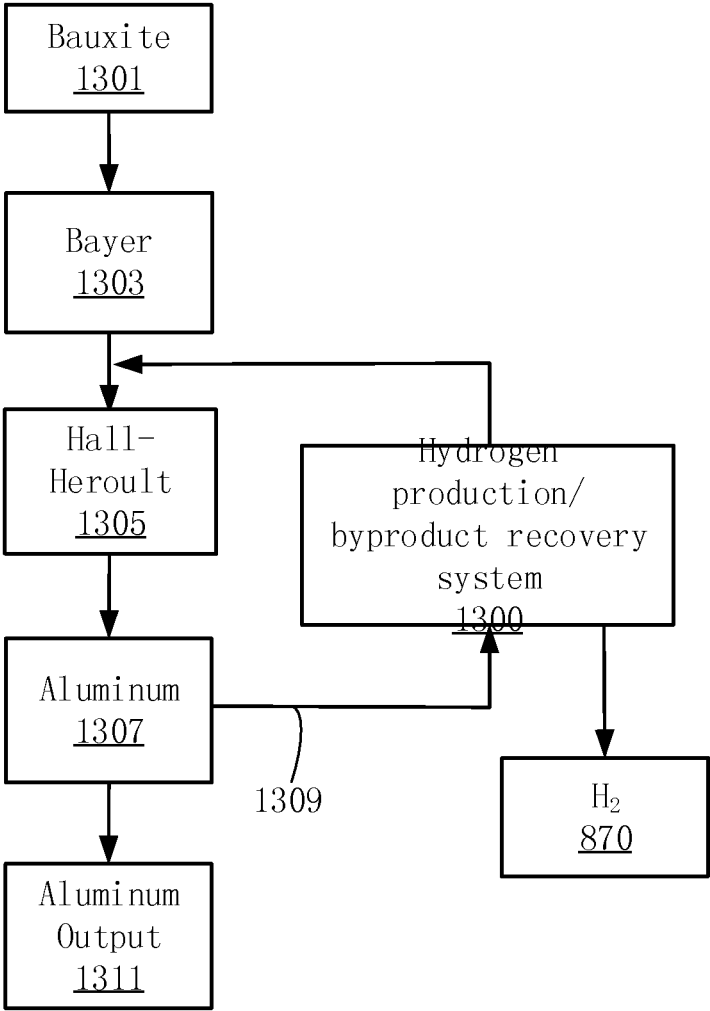 Bauxite
1301
Bayer
1303
Hall-
Heroult
1305
Hydrogen
production/
byproduct recovery
system
1300
Aluminum
1307
1309
H₂
870
Aluminum
Output
1311